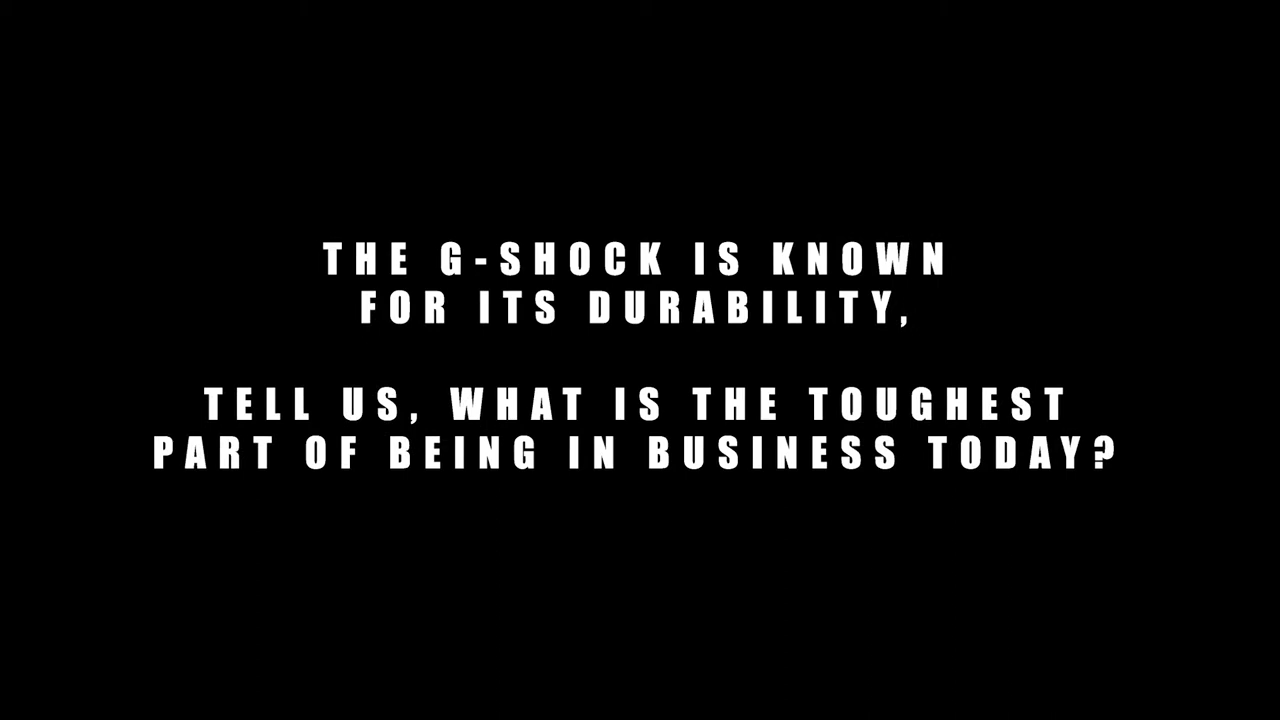 THE G-SHOCK IS KNOWN
FOR ITS DURABILITY,
TELL US, WHAT IS THE TOUGHEST
PART OF BEING IN BUSINESS TODAY?